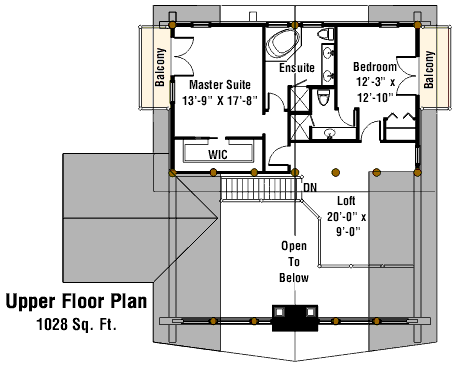 Balcony
Master Suite
13'-9" X 17'-8"
Ensuite
Bedroom
12'-3" x
12'-10"
Balcony
WIC
DN
Loft
20'-0" x
9'-0"
Open
To
Below
Upper Floor Plan
1028 Sq. Ft.